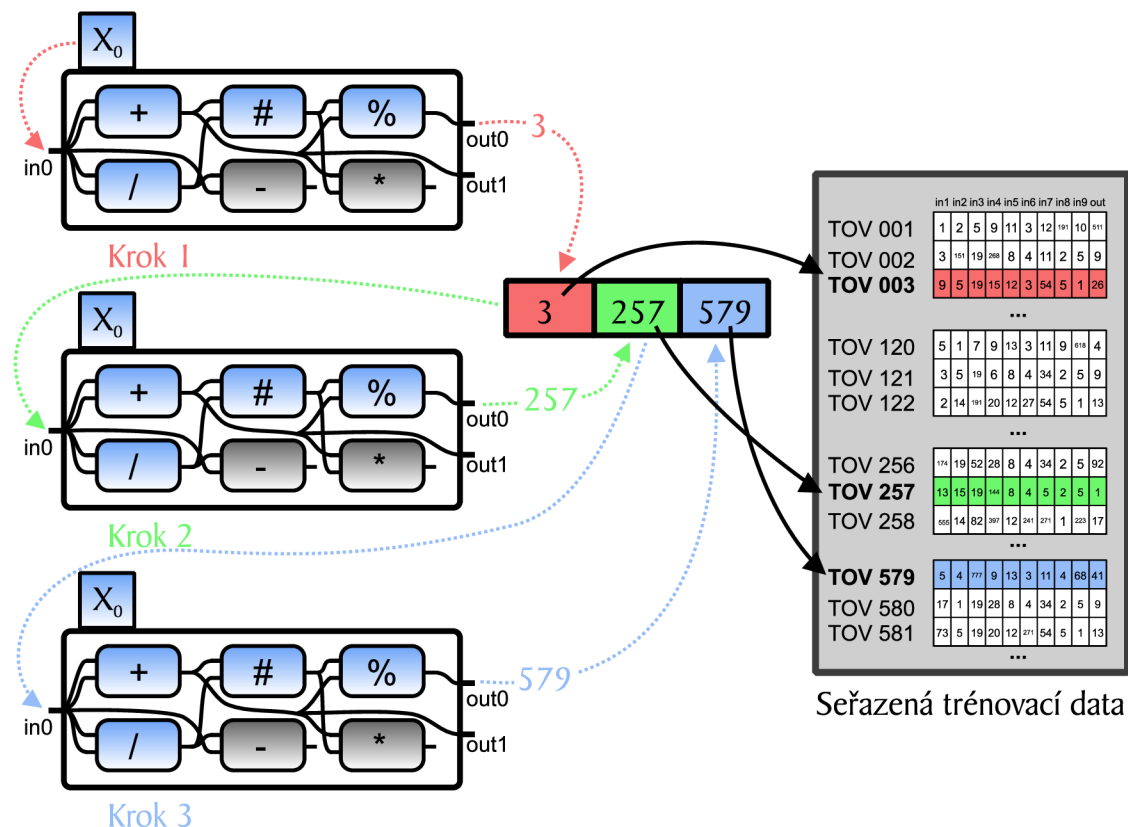 X0
+ # %
/ - *
in0
out0
out1
3
Krok 1
X0
+ # %
/ - *
in0
out0
out1
257
Krok 2
X0
+ # %
/ - *
in0
out0
out1
579
Krok 3
3 257 579
in1 in2 in3 in4 in5 in6 in7 in8 in9 out
TOV 001 1 2 5 9 11 3 12 191 10 511
TOV 002 3 151 19 268 8 4 11 2 5 9
TOV 003 9 5 19 15 12 3 54 5 1 26
...
TOV 120 5 1 7 9 13 3 11 9 618 4
TOV 121 3 5 19 6 8 4 34 2 5 9
TOV 122 2 14 191 20 12 27 54 5 1 13
...
TOV 256 174 19 52 28 8 4 34 2 5 92
TOV 257 13 15 19 144 8 4 5 2 5 1
TOV 258 555 14 82 397 12 241 271 1 223 17
...
TOV 579 5 4 777 9 13 3 11 4 68 41
TOV 580 17 1 19 28 8 4 34 2 5 9
TOV 581 73 5 19 20 12 271 54 5 1 13
...
Seřazená trénovací data